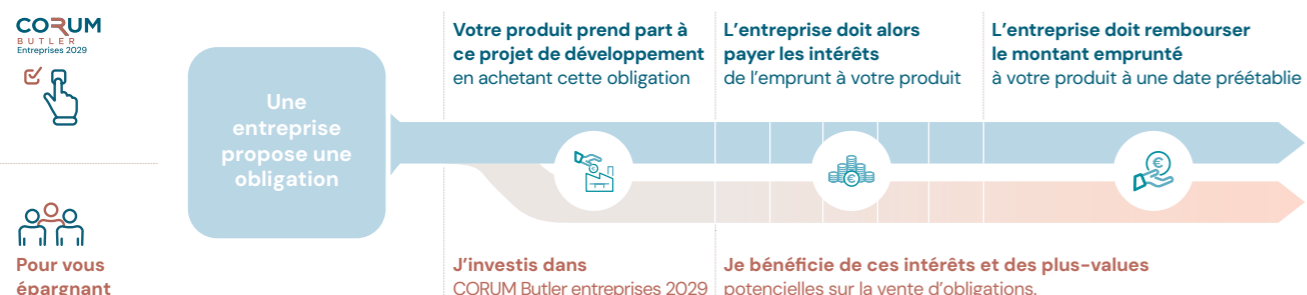 CORUM
BUTLER
Entreprises 2029
Une
entreprise
propose une
obligation
Votre produit prend part à
ce projet de développement
en achetant cette obligation
L'entreprise doit alors
payer les intérêts
de l'emprunt à votre produit
L'entreprise doit rembourser
le montant emprunté
à votre produit à une date préétablie
€
€
Pour vous
épargnant
J'investis dans
CORUM Butler entreprises 2029
Je bénéficie de ces intérêts et des plus-values
potencielles sur la vente d'obligations.